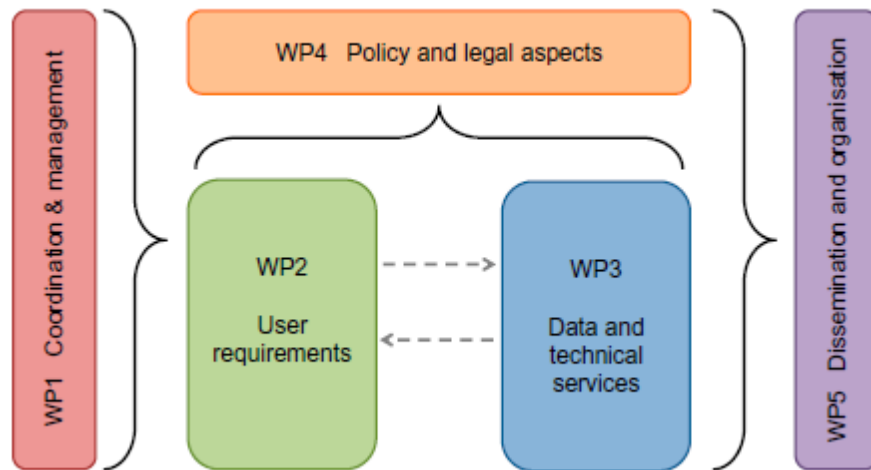 WP1 Coordination & management
WP4 Policy and legal aspects
WP2
User
requirements
WP3
Data and
technical
services
WP5 Dissemination and organisation